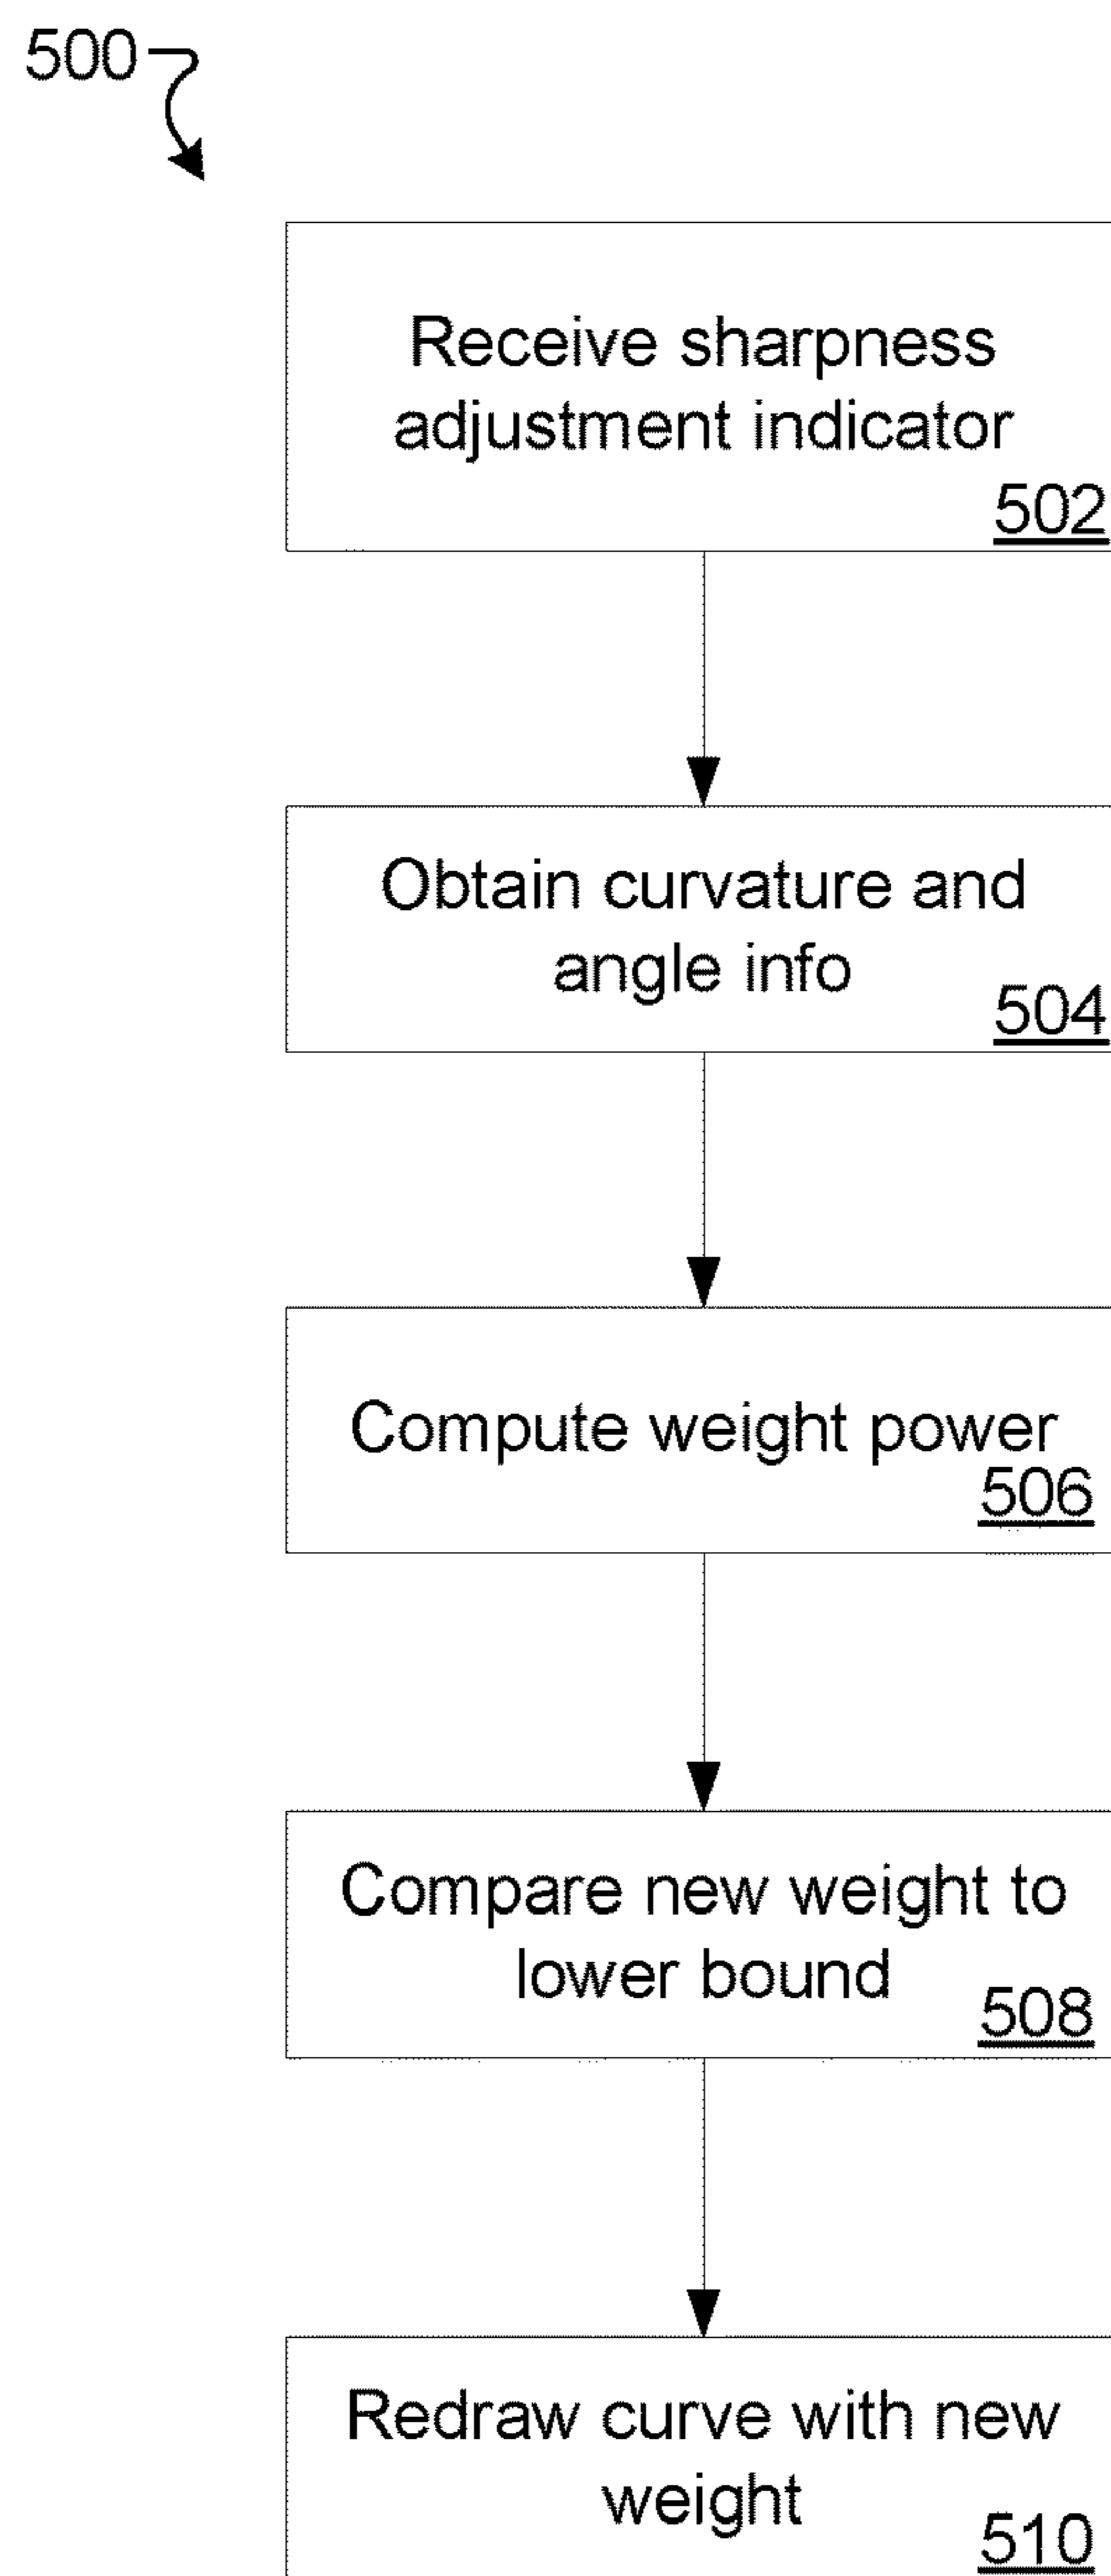 500
Receive sharpness
adjustment indicator
502
Obtain curvature and
angle info
504
Compute weight power
506
Compare new weight to
lower bound
508
Redraw curve with new
weight
510